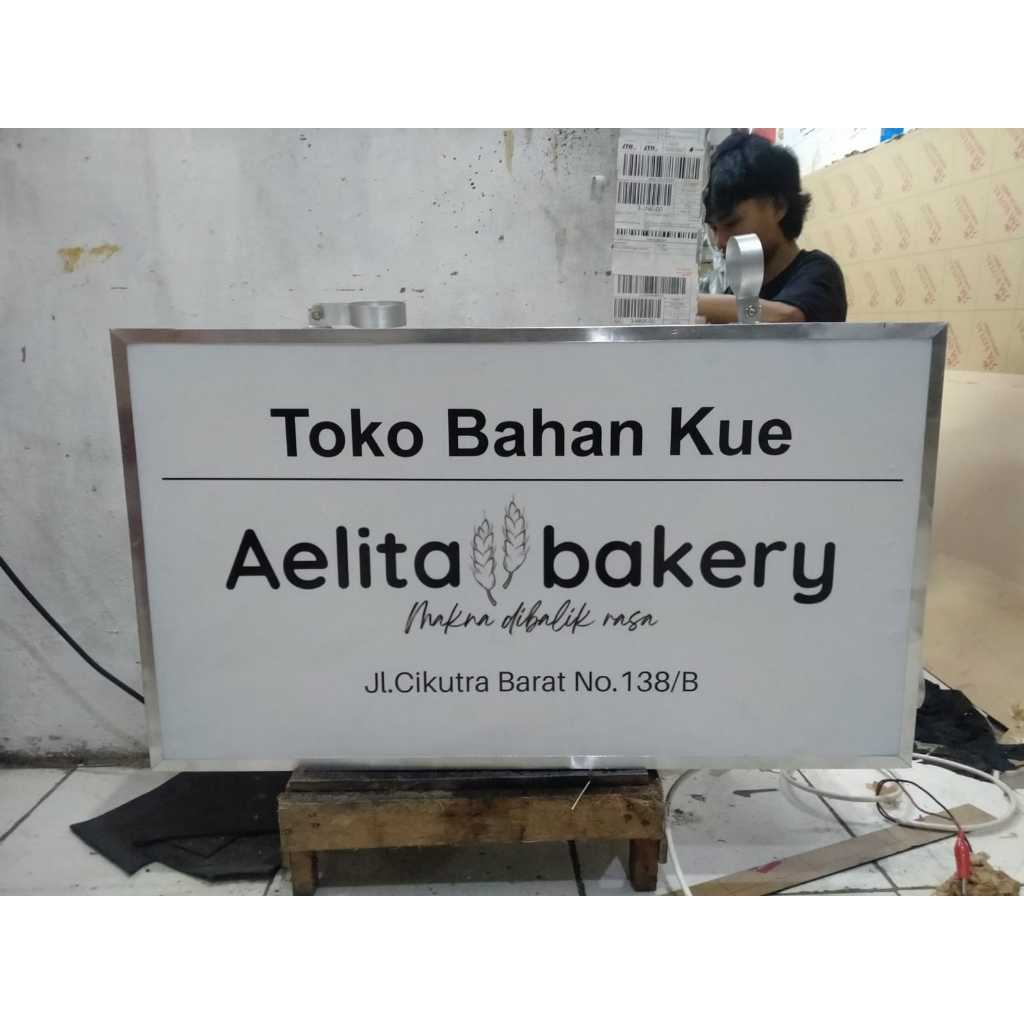 Toko Bahan Kue
Aelita bakery
Makna dibalik rasa
Jl.Cikutra Barat No.138/B